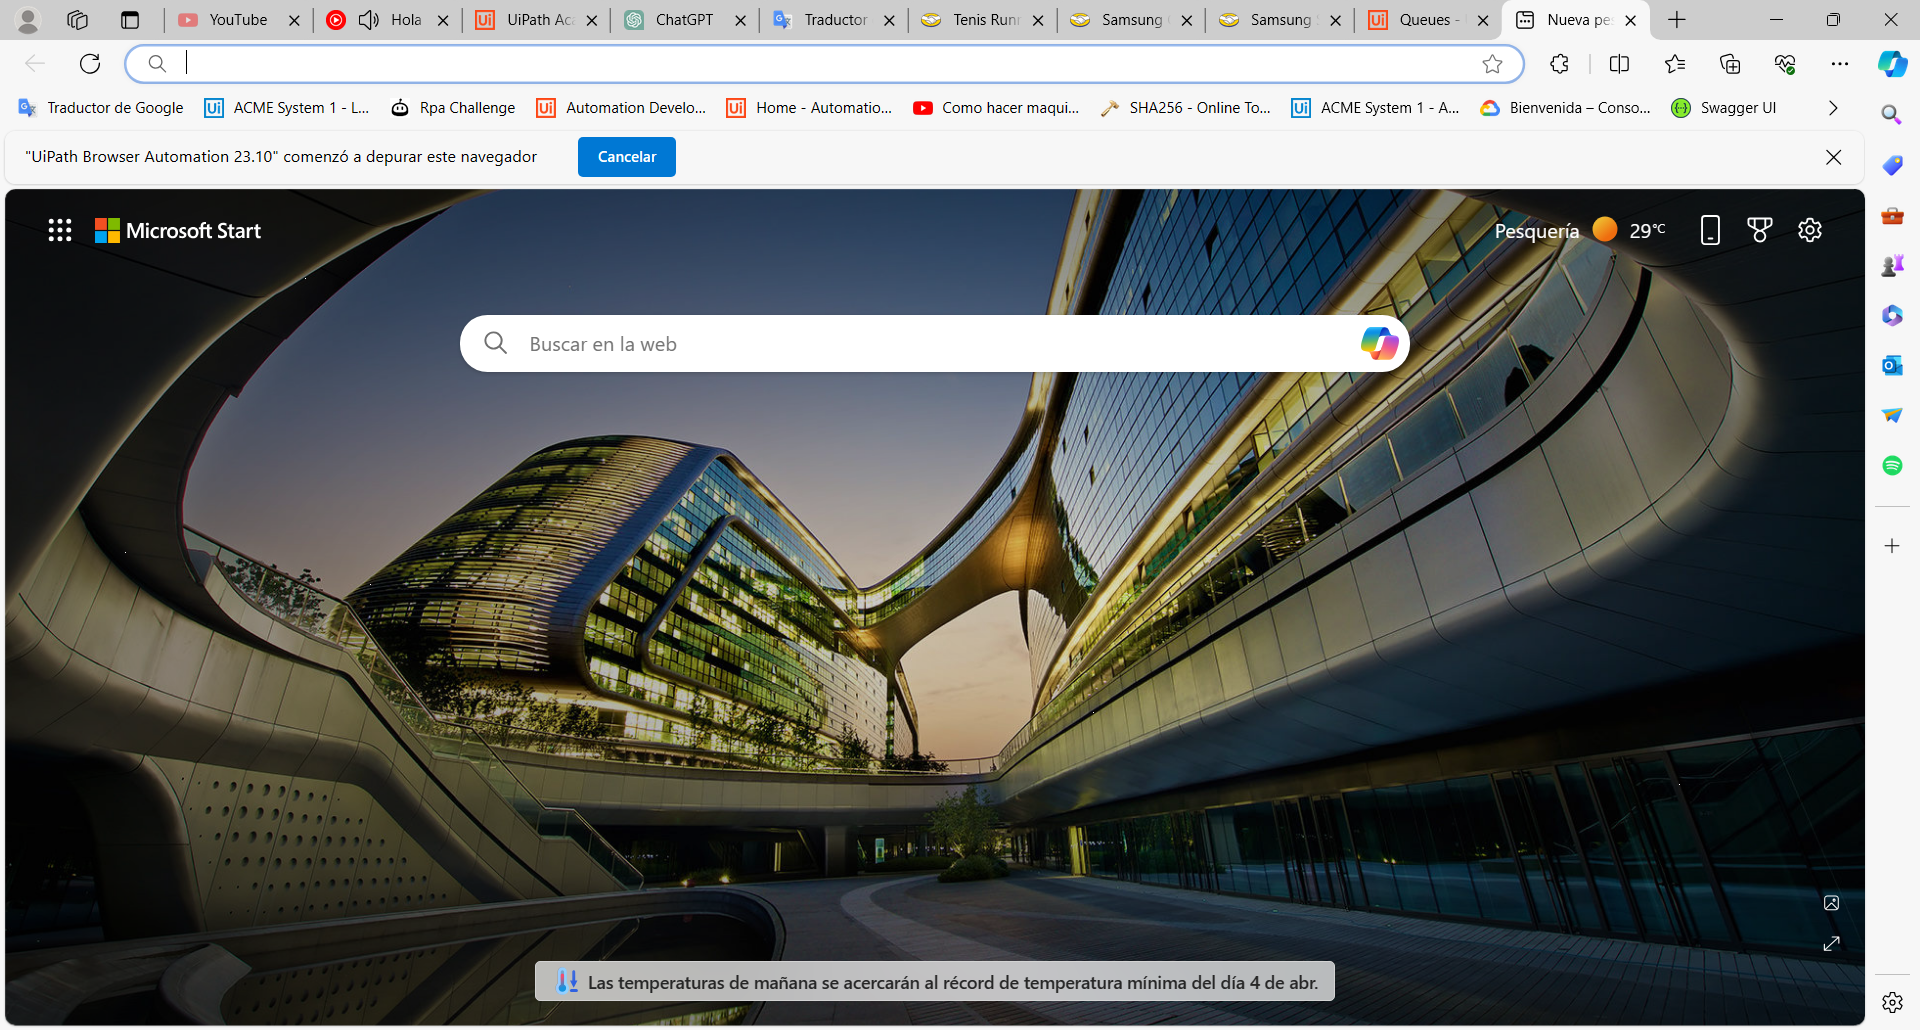 YouTube
Hola
UiPath Aca
ChatGPT
Traductor
Tenis Runn
Samsung
Samsung
Queues -
Nueva pes
Traductor de Google
ACME System 1 - L...
Rpa Challenge
Automation Develo...
Home - Automatio...
Como hacer maqui...
SHA256 - Online To...
ACME System 1 - A...
Bienvenida – Conso...
Swagger UI
"UiPath Browser Automation 23.10" comenzó a depurar este navegador
Cancelar
Microsoft Start
Pesquería
29°C
Buscar en la web
Las temperaturas de mañana se acercarán al récord de temperatura mínima del día 4 de abr.